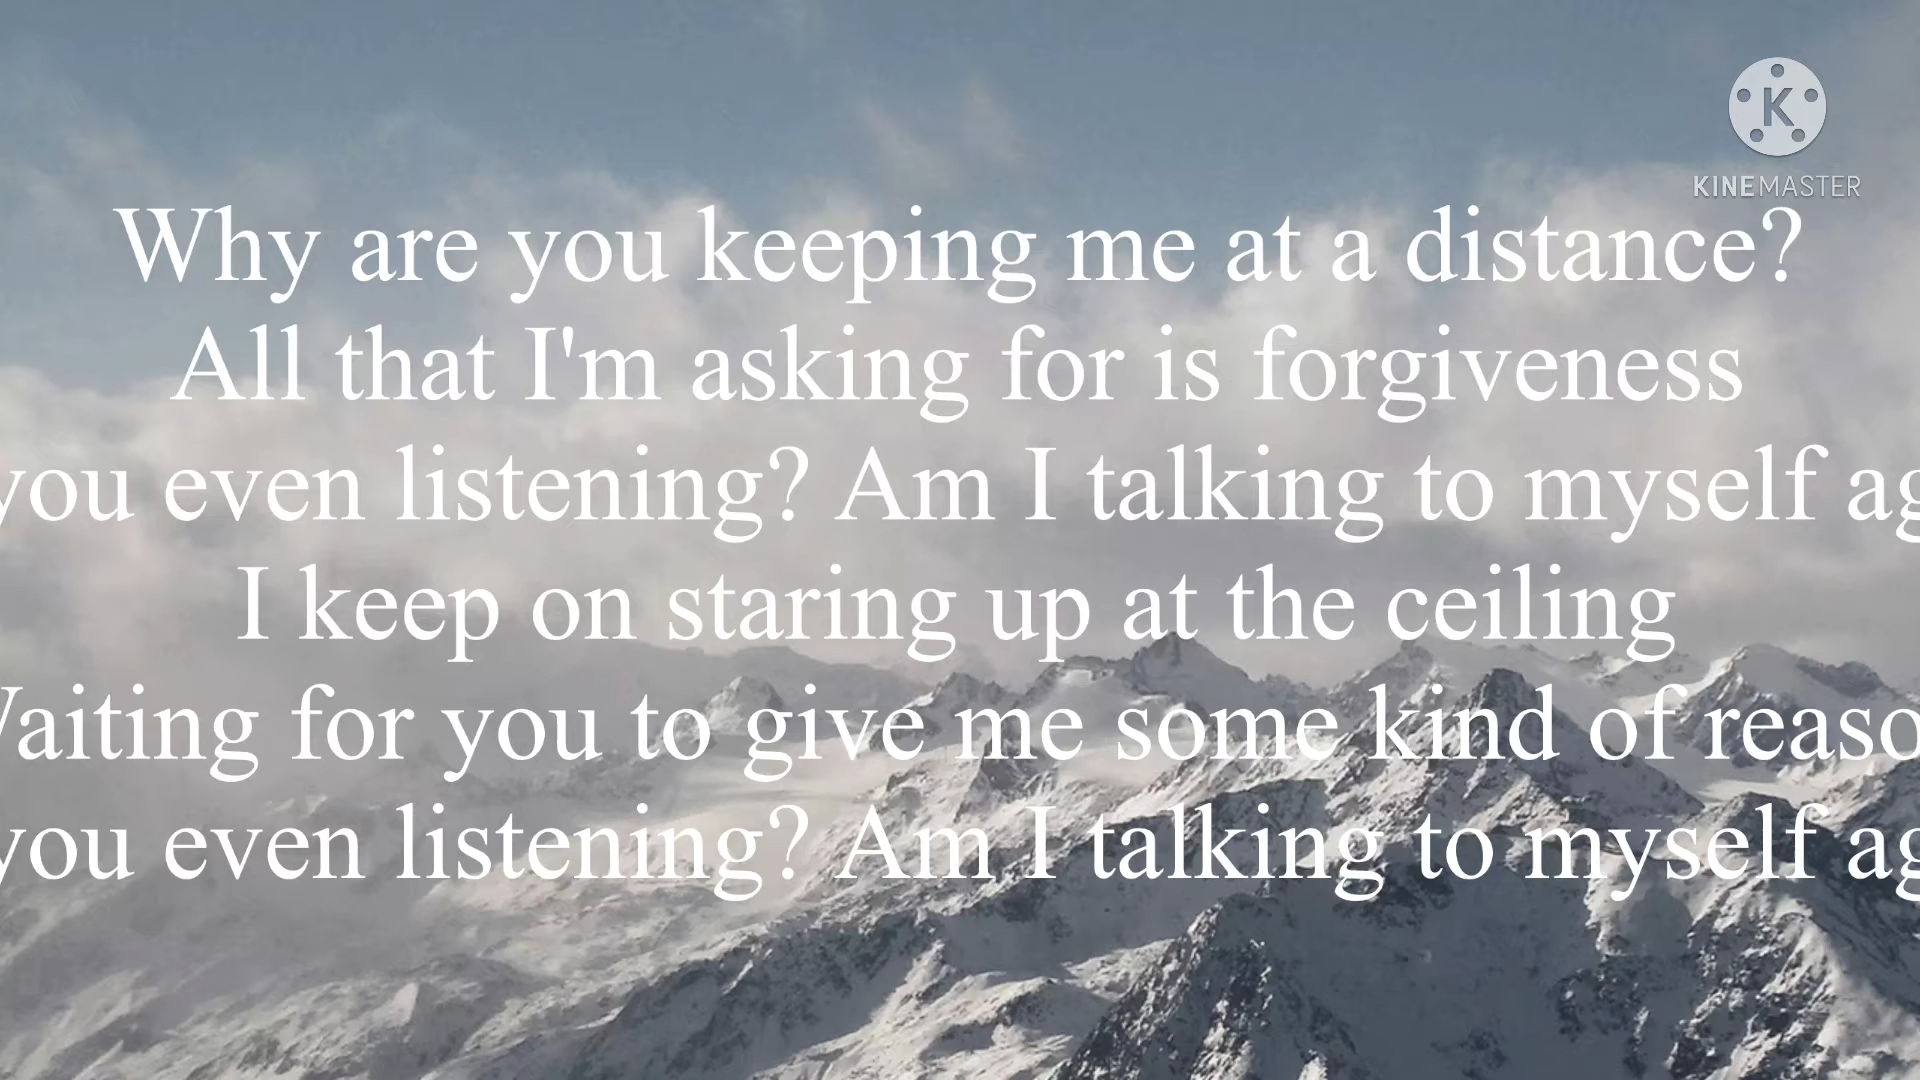 KINEMASTER
Why are you keeping me at a distance?
All that I'm asking for is forgiveness
you even listening? Am I talking to myself ag
I keep on staring up at the ceiling
Vaiting for you to give me some kind of reaso
you even listening? Am I talking to myself ag